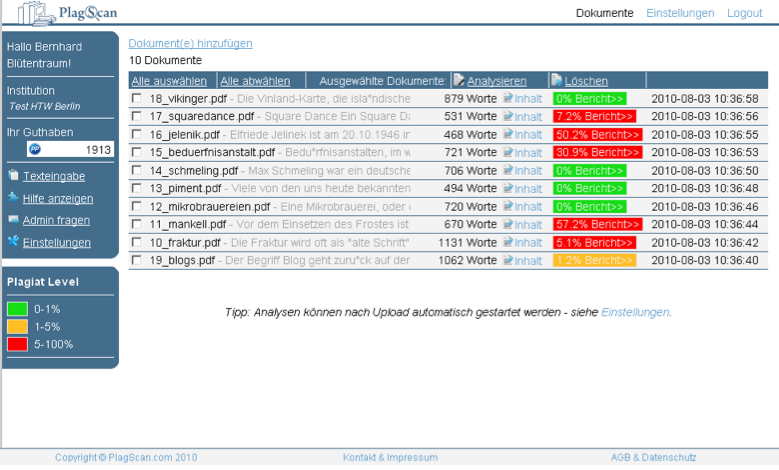 PlagScan
Dokumente Einstellungen Logout
Hallo Bernhard
Blütentraum!
Institution
Test HTW Berlin
Ihr Guthaben
PP 1913
Texteingabe
Hilfe anzeigen
Admin fragen
Einstellungen
Plagiat Level
0-1%
1-5%
5-100%
Dokument(e) hinzufügen
10 Dokumente
Alle auswählen Alle abwählen Ausgewählte Dokumente: Analysieren Löschen
18_vikinger.pdf - Die Vinland-Karte, die isla*ndische 879 Worte Inhalt 0% Bericht>> 2010-08-03 10:36:58
17_squaredance.pdf - Square Dance Ein Square Da 531 Worte Inhalt 7.2% Bericht>> 2010-08-03 10:36:56
16_jelenik.pdf - Elfriede Jelinek ist am 20.10.1946 in 468 Worte Inhalt 50.2% Bericht>> 2010-08-03 10:36:55
15_beduerfnisanstalt.pdf - Bedu*rfnisanstalten, im w 721 Worte Inhalt 30.9% Bericht>> 2010-08-03 10:36:53
14_schmeling.pdf - Max Schmeling war ein deutsche 706 Worte Inhalt 0% Bericht>> 2010-08-03 10:36:50
13_piment.pdf - Viele von den uns heute bekannten 494 Worte Inhalt 0% Bericht>> 2010-08-03 10:36:48
12_mikrobrauereien.pdf - Eine Mikrobrauerei, oder 720 Worte Inhalt 0% Bericht>> 2010-08-03 10:36:46
11_mankell.pdf - Vor dem Einsetzen des Frostes ist 670 Worte Inhalt 57.2% Bericht>> 2010-08-03 10:36:44
10_fraktur.pdf - Die Fraktur wird oft als "alte Schrift" 1131 Worte Inhalt 5.1% Bericht>> 2010-08-03 10:36:42
19_blogs.pdf - Der Begriff Blog geht zuru*ck auf der 1062 Worte Inhalt 1.2% Bericht>> 2010-08-03 10:36:40
Tipp: Analysen können nach Upload automatisch gestartet werden - siehe Einstellungen.
Copyright © PlagScan.com 2010 Kontakt & Impressum AGB & Datenschutz